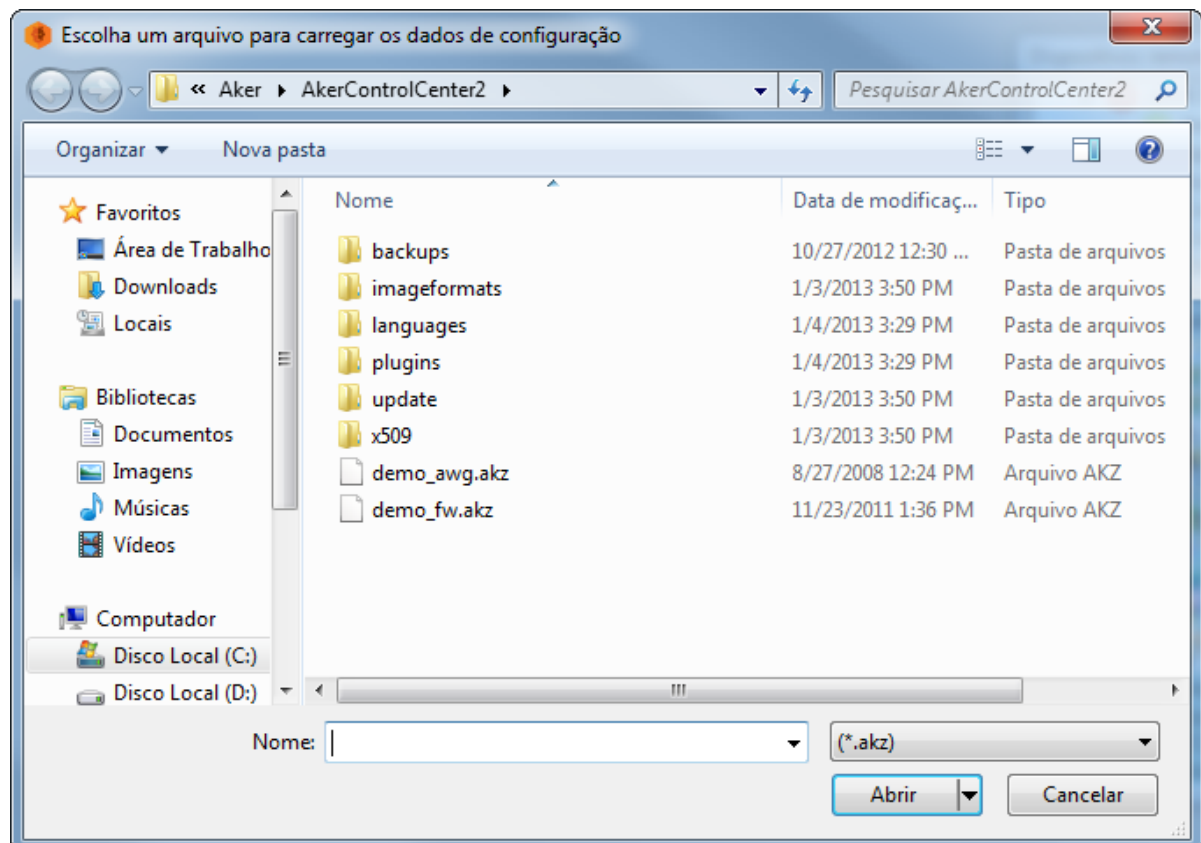 Escolha um arquivo para carregar os dados de configuração
« Aker ▸ AkerControlCenter2 ▸
Pesquisar AkerControlCenter2
Organizar Nova pasta
Favoritos
Área de Trabalho
Downloads
Locais
Bibliotecas
Documentos
Imagens
Músicas
Vídeos
Computador
Disco Local (C:)
Disco Local (D:)
Nome Data de modificaç... Tipo
backups 10/27/2012 12:30 ... Pasta de arquivos
imageformats 1/3/2013 3:50 PM Pasta de arquivos
languages 1/4/2013 3:29 PM Pasta de arquivos
plugins 1/4/2013 3:29 PM Pasta de arquivos
update 1/3/2013 3:50 PM Pasta de arquivos
x509 1/3/2013 3:50 PM Pasta de arquivos
demo_awg.akz 8/27/2008 12:24 PM Arquivo AKZ
demo_fw.akz 11/23/2011 1:36 PM Arquivo AKZ
Nome: (*.akz)
Abrir Cancelar